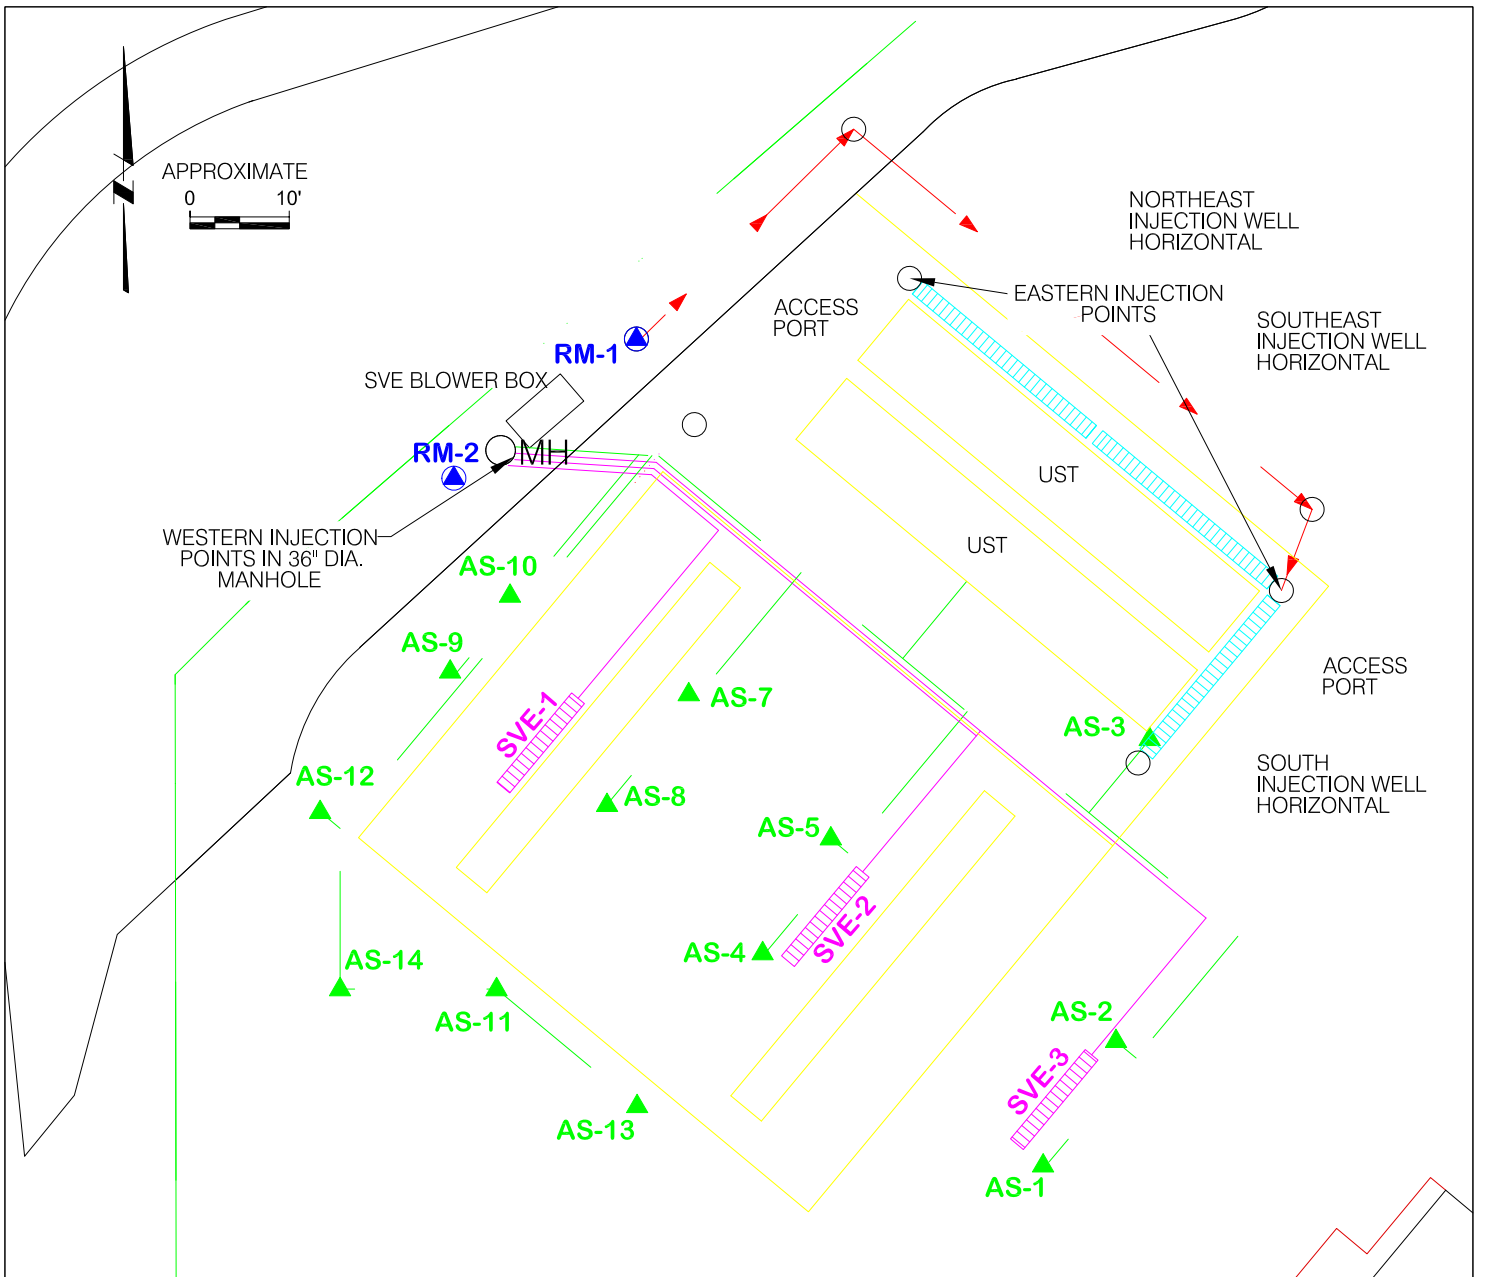 APPROXIMATE
0 10'
N
NORTHEAST
INJECTION WELL
HORIZONTAL
EASTERN INJECTION
POINTS
ACCESS
PORT
SOUTHEAST
INJECTION WELL
HORIZONTAL
RM-1
SVE BLOWER BOX
RM-2
MH
UST
UST
WESTERN INJECTION
POINTS IN 36" DIA.
MANHOLE
AS-10
AS-9
AS-7
SVE-1
AS-3
ACCESS
PORT
SOUTH
INJECTION WELL
HORIZONTAL
AS-12
AS-8
AS-5
SVE-2
AS-4
AS-14
AS-11
AS-2
SVE-3
AS-13
AS-1